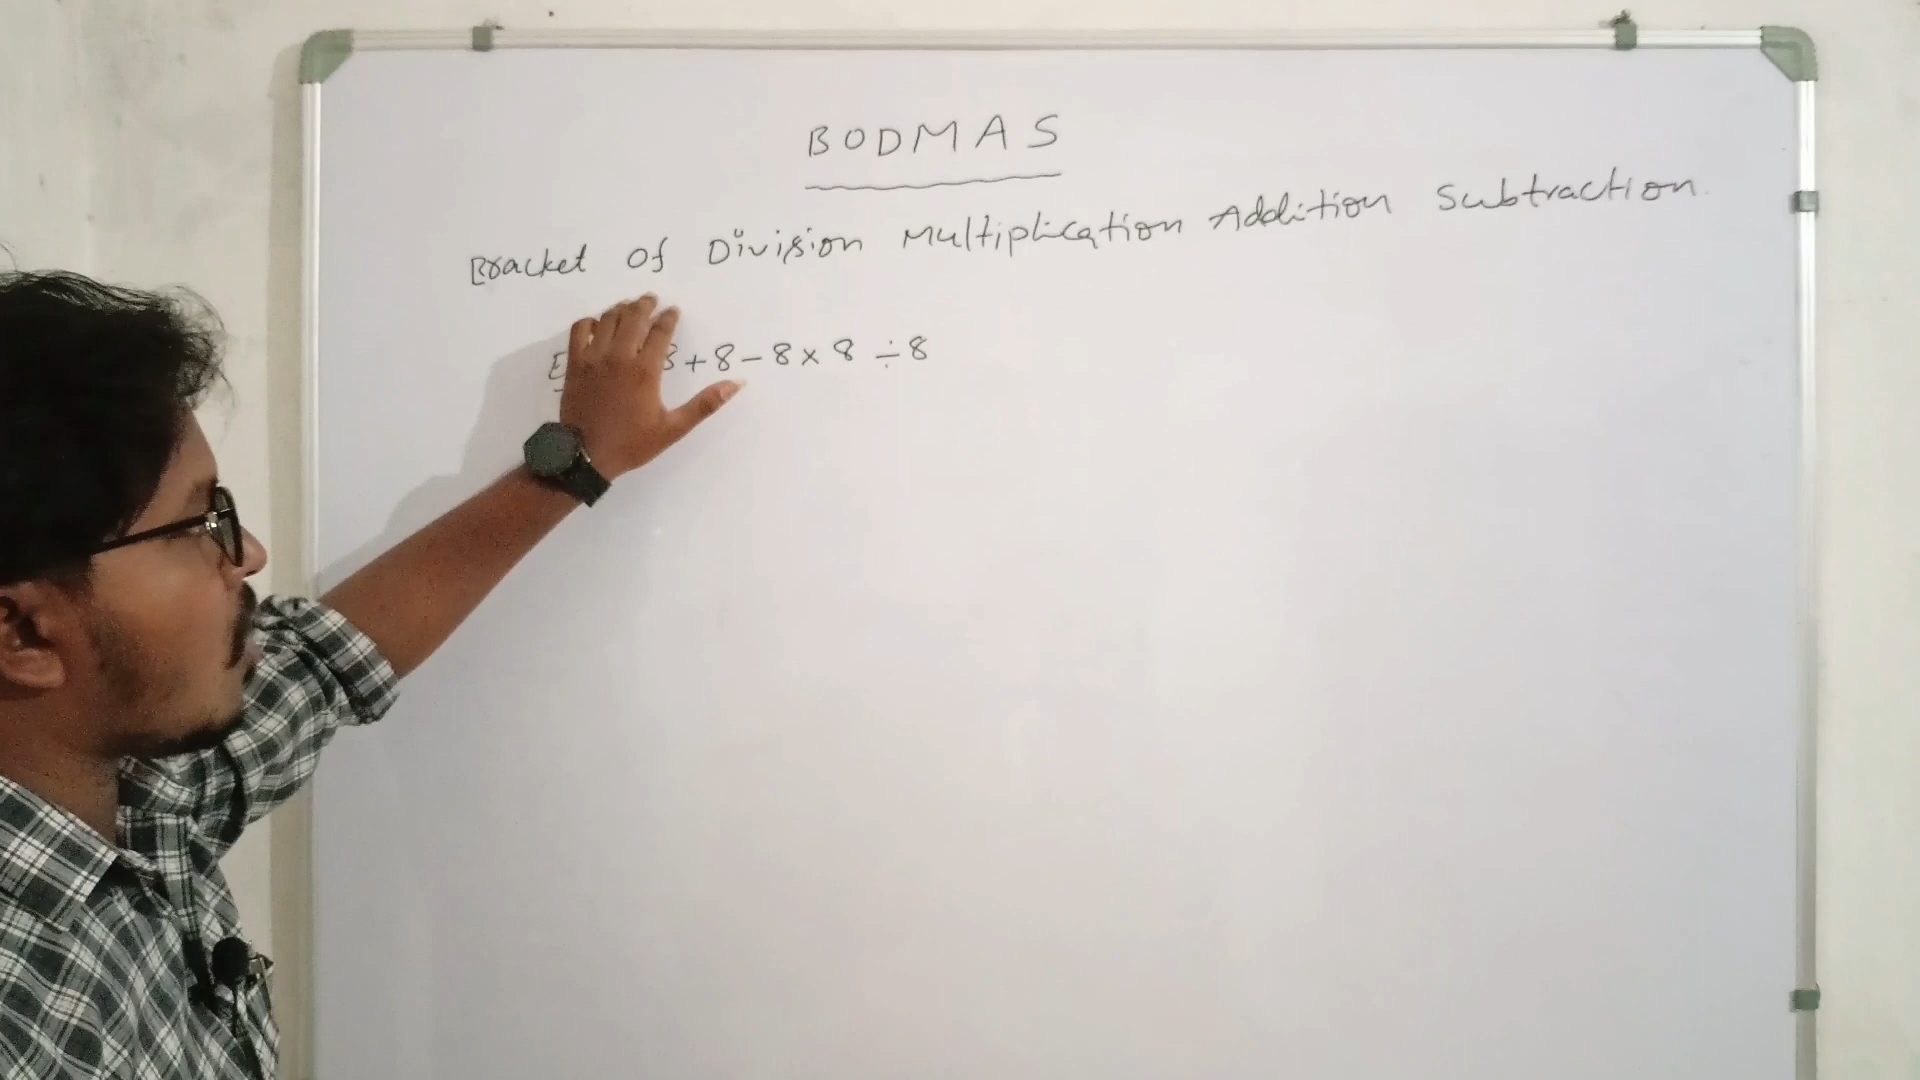 BODMAS
Bracket Of Division Multiplication Addition Subtraction.
+8-8×8÷8